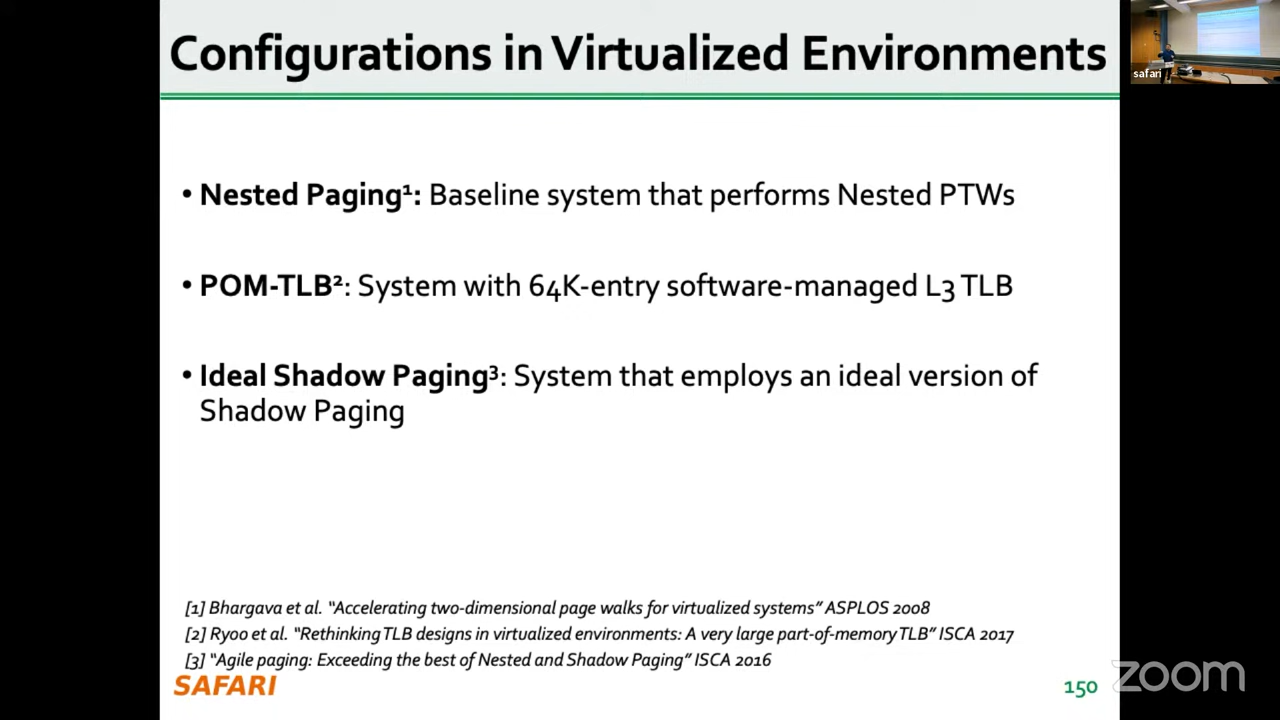 Configurations in Virtualized Environments
safari
• Nested Paging¹: Baseline system that performs Nested PTWs
• POM-TLB²: System with 64K-entry software-managed L3 TLB
• Ideal Shadow Paging³: System that employs an ideal version of
Shadow Paging
[1] Bhargava et al. "Accelerating two-dimensional page walks for virtualized systems" ASPLOS 2008
[2] Ryoo et al. "Rethinking TLB designs in virtualized environments: A very large part-of-memory TLB" ISCA 2017
[3] "Agile paging: Exceeding the best of Nested and Shadow Paging" ISCA 2016
SAFARI
150
zoom